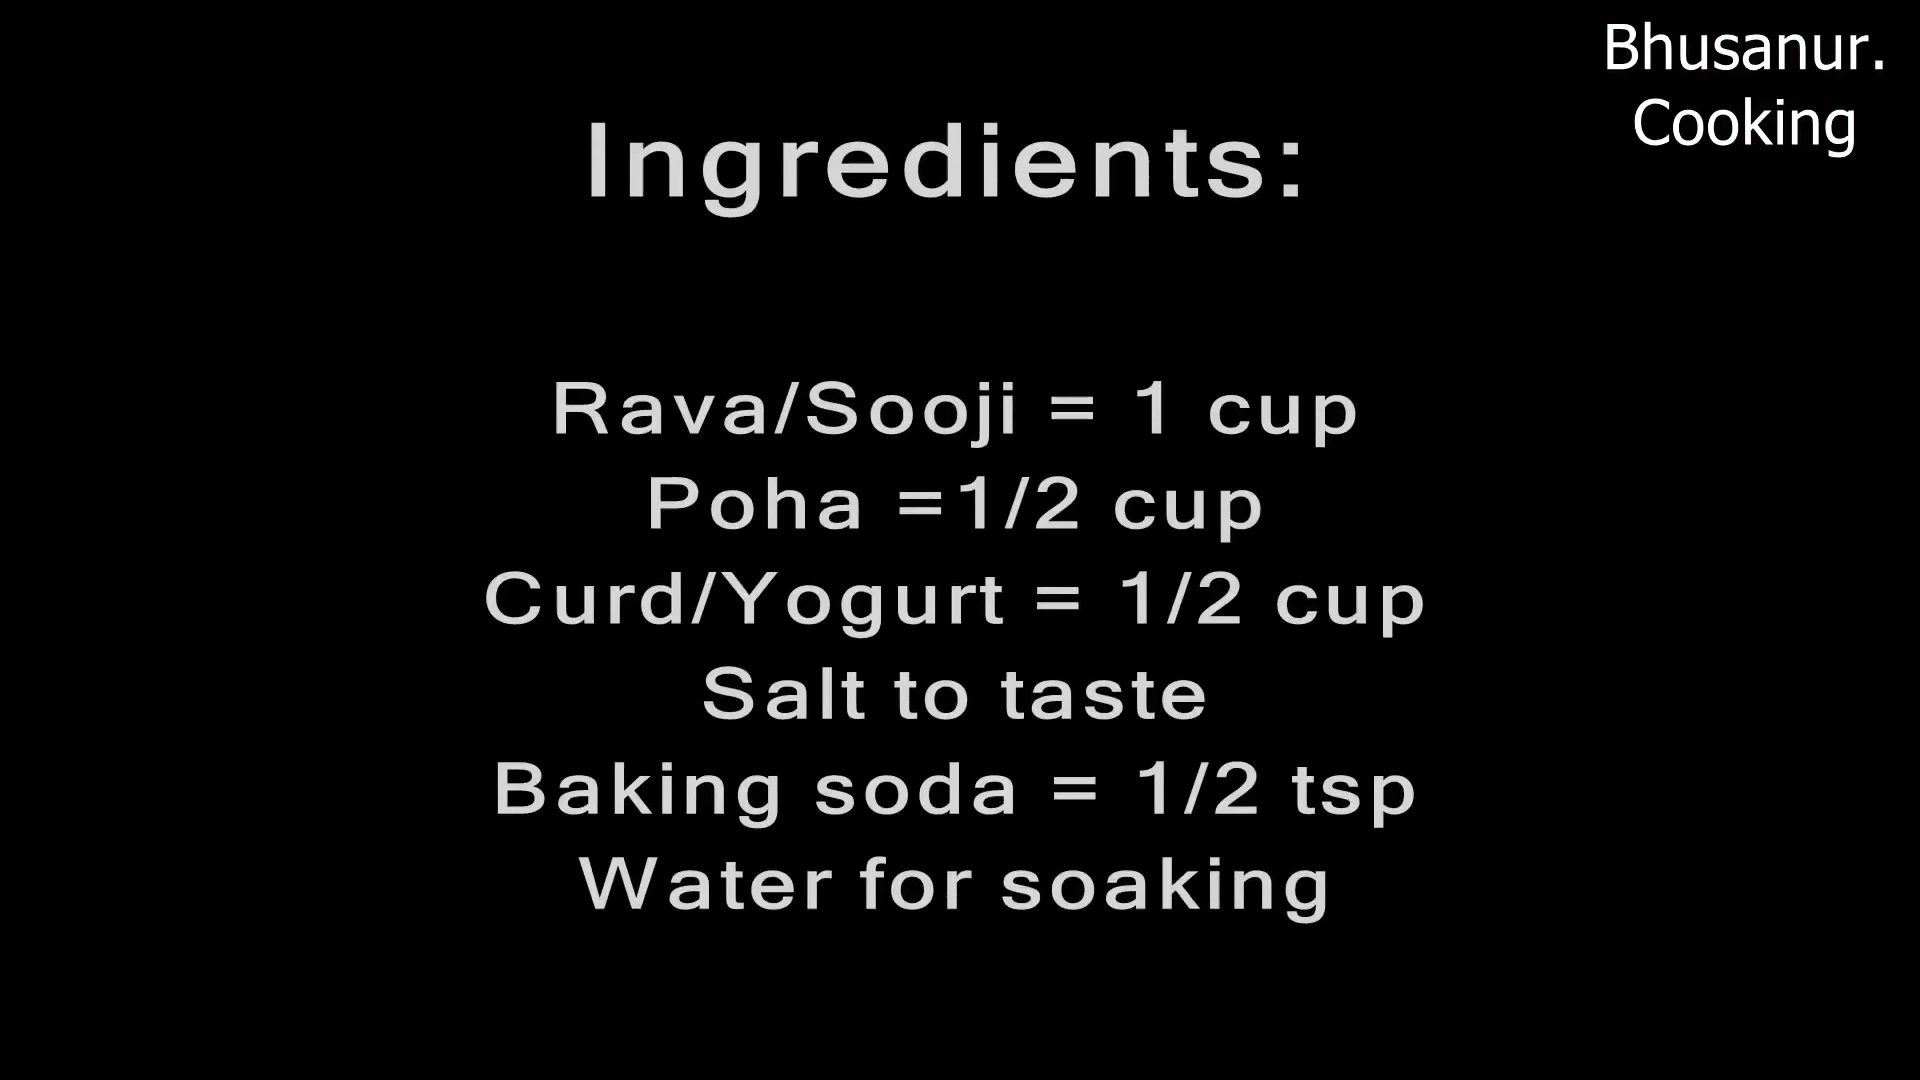 Bhusanur.
Cooking
Ingredients:
Rava/Sooji = 1 cup
Poha =1/2 cup
Curd/Yogurt = 1/2 cup
Salt to taste
Baking soda = 1/2 tsp
Water for soaking